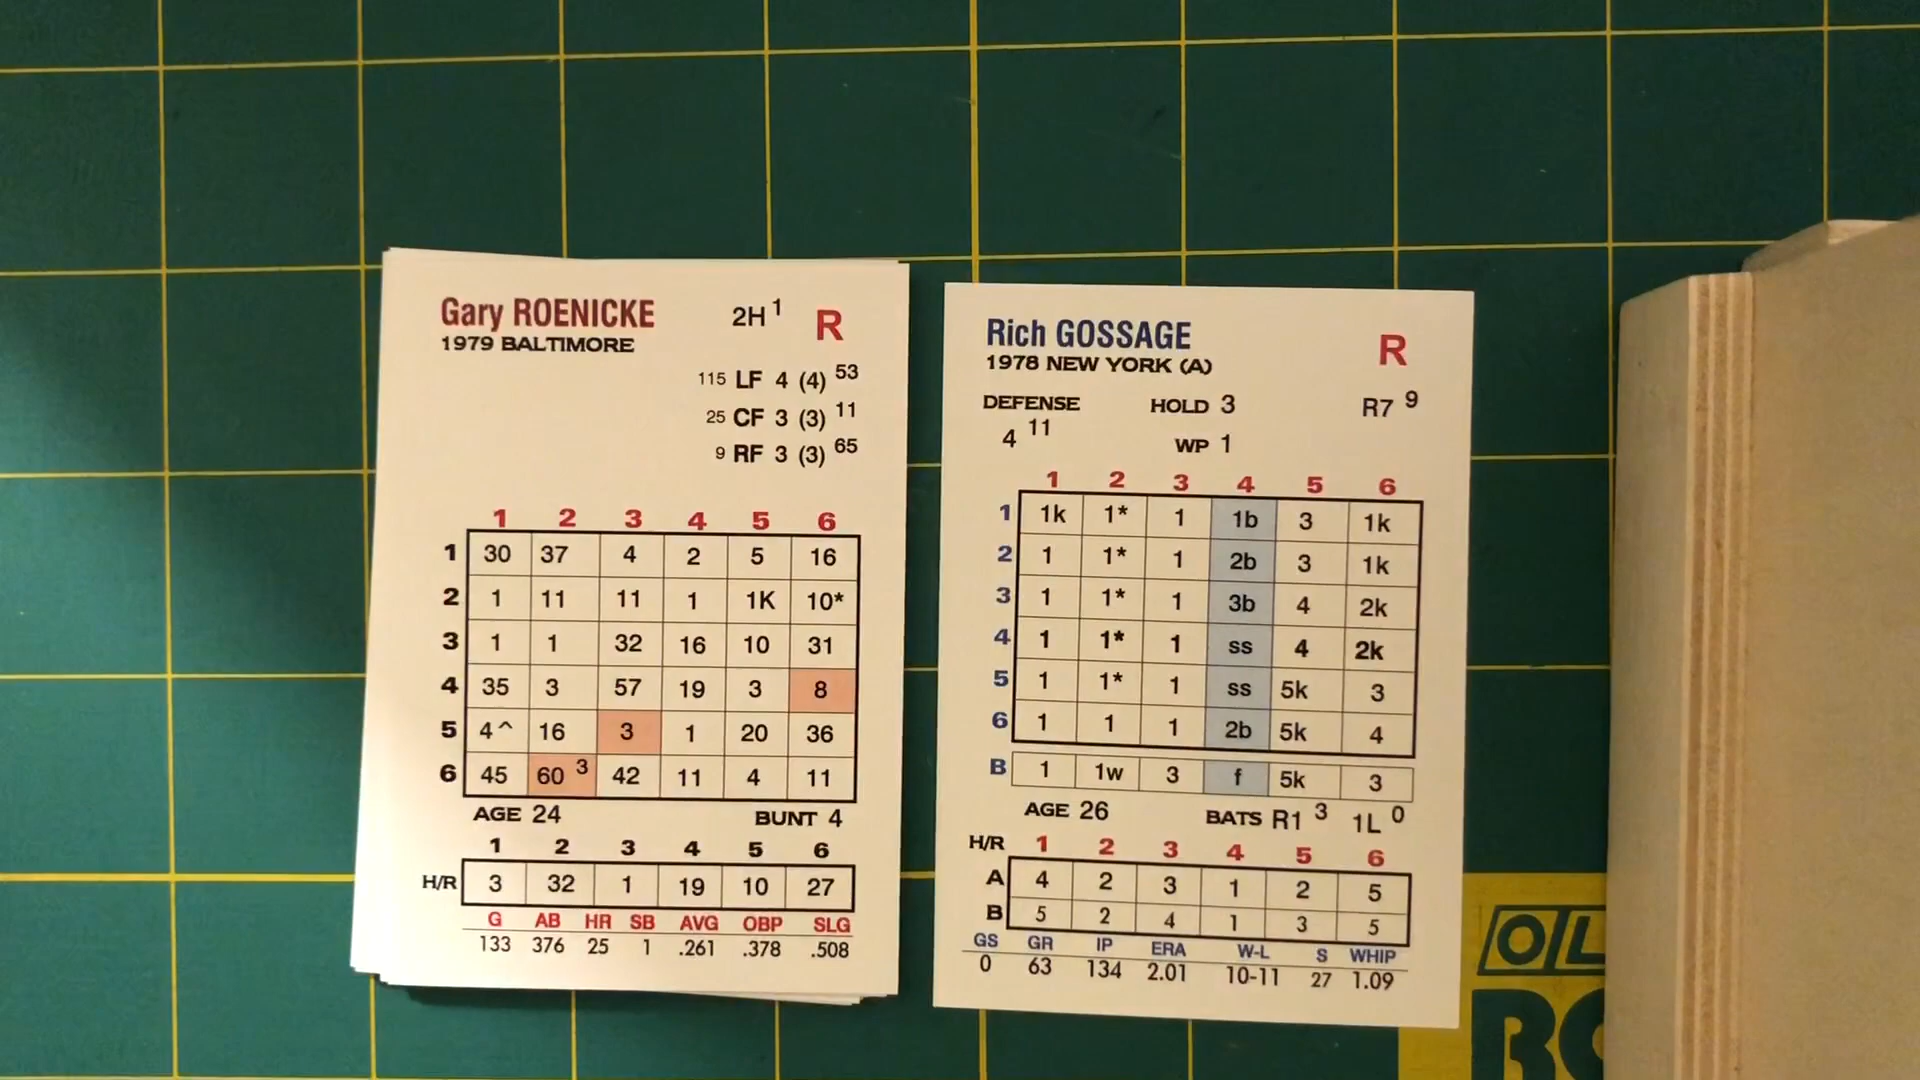 Gary ROENICKE 2H 1 R
1979 BALTIMORE
115 LF 4 (4) 53
25 CF 3 (3) 11
9 RF 3 (3) 65
1 2 3 4 5 6
1 30 37 4 2 5 16
2 1 11 11 1 1K 10*
3 1 1 32 16 10 31
4 35 3 57 19 3 8
5 4^ 16 3 1 20 36
6 45 60 3 42 11 4 11
AGE 24 BUNT 4
1 2 3 4 5 6
H/R 3 32 1 19 10 27
G AB HR SB AVG OBP SLG
133 376 25 1 .261 .378 .508
Rich GOSSAGE R
1978 NEW YORK (A)
DEFENSE HOLD 3 R7 9
4 11 WP 1
1 2 3 4 5 6
1 1k 1* 1 1b 3 1k
2 1 1* 1 2b 3 1k
3 1 1* 1 3b 4 2k
4 1 1* 1 ss 4 2k
5 1 1* 1 ss 5k 3
6 1 1 1 2b 5k 4
B 1 1w 3 f 5k 3
AGE 26 BATS R1 3 1L 0
H/R 1 2 3 4 5 6
A 4 2 3 1 2 5
B 5 2 4 1 3 5
GS GR IP ERA W-L S WHIP
0 63 134 2.01 10-11 27 1.09